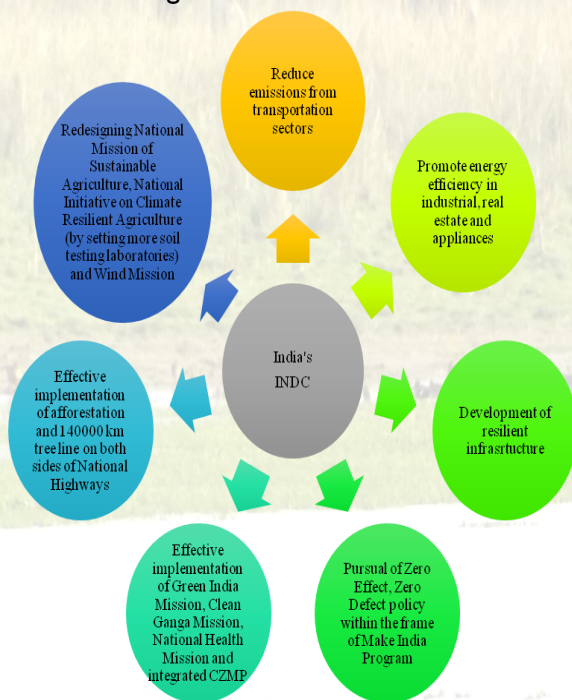 Reduce
emissions from
transportation
sectors
Promote energy
efficiency in
industrial, real
estate and
appliances
Development of
resilient
infrasrtucture
Pursual of Zero
Effect, Zero
Defect policy
within the frame
of Make India
Program
Effective
implementation
of Green India
Mission, Clean
Ganga Mission,
National Health
Mission and
integrated CZMP
Effective
implementation
of afforestation
and 140000 km
tree line on both
sides of National
Highways
Redesigning National
Mission of
Sustainable
Agriculture, National
Initiative on Climate
Resilient Agriculture
(by setting more soil
testing laboratories)
and Wind Mission
India's
INDC